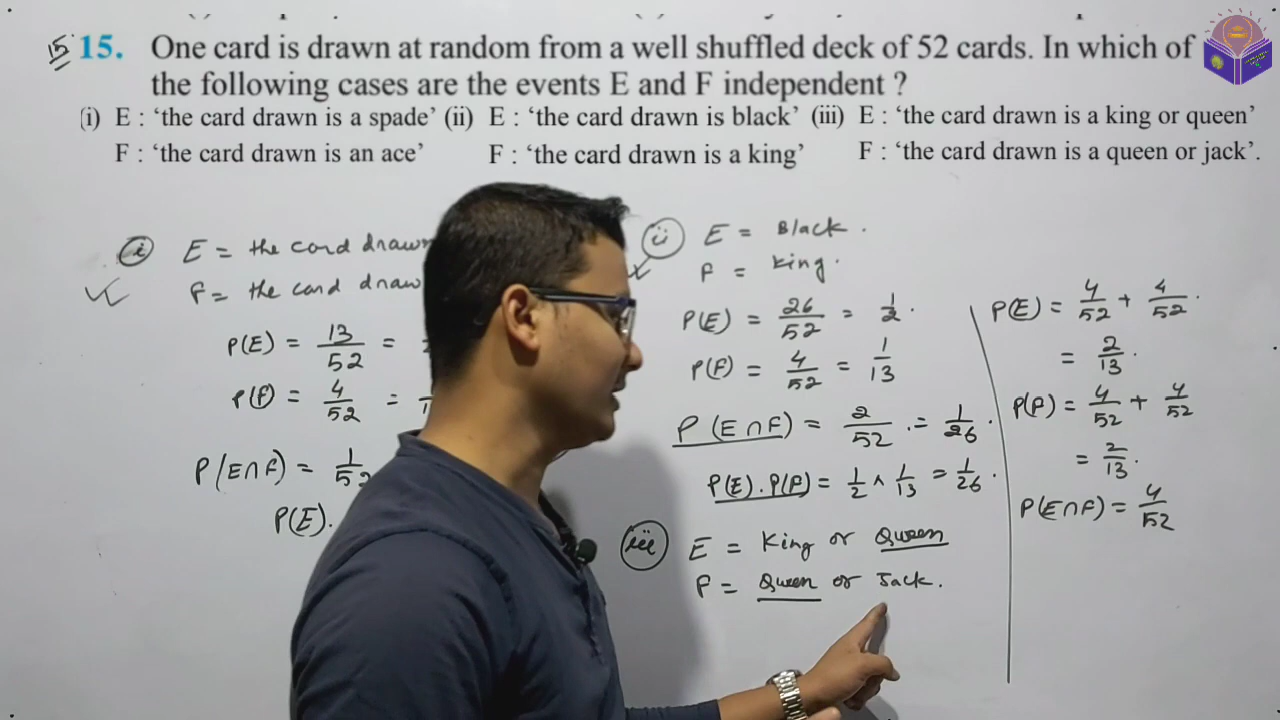 15. 15. One card is drawn at random from a well shuffled deck of 52 cards. In which of
the following cases are the events E and F independent ?
(i) E : ‘the card drawn is a spade’ (ii) E : ‘the card drawn is black’ (iii) E : ‘the card drawn is a king or queen’
F : ‘the card drawn is an ace’ F : ‘the card drawn is a king’ F : ‘the card drawn is a queen or jack’.
(i) E = the card drawn
F = the card draw
P(E) = 13/52 =
P(F) = 4/52 =
P(E∩F) = 1/52
P(E).
(ii) E = Black.
F = King.
P(E) = 26/52 = 1/2.
P(F) = 4/52 = 1/13
P(E∩F) = 2/52 = 1/26.
P(E).P(F) = 1/2 × 1/13 = 1/26.
(iii) E = King or Queen
F = Queen or Jack.
P(E) = 4/52 + 4/52.
= 2/13.
P(F) = 4/52 + 4/52
= 2/13.
P(E∩F) = 4/52